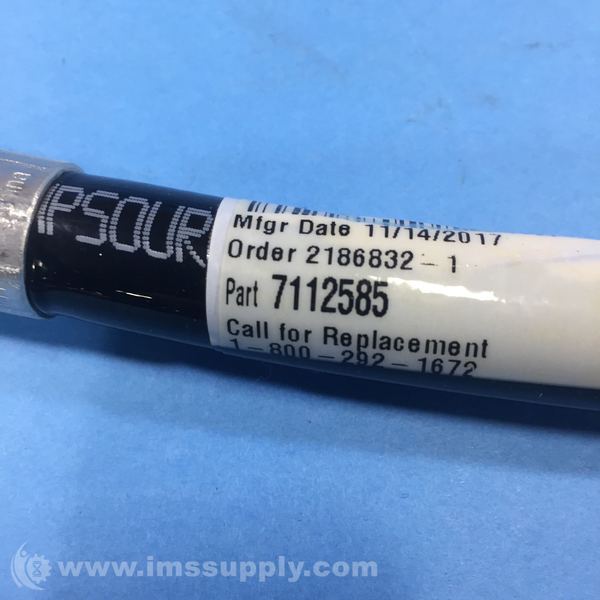 IPSOUR
Mfgr Date 11/14/2017
Order 2186832-1
Part 7112585
Call for Replacement
1-800-292-1672
www.imssupply.com